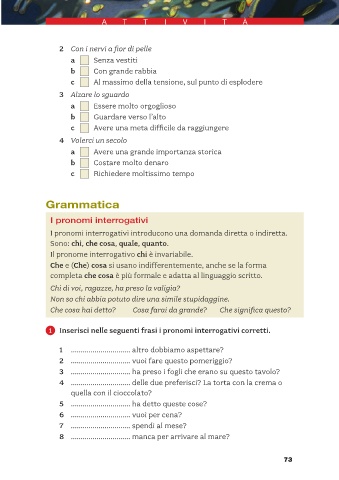 A T T I V I T À
2 Con i nervi a fior di pelle
a Senza vestiti
b Con grande rabbia
c Al massimo della tensione, sul punto di esplodere
3 Alzare lo sguardo
a Essere molto orgoglioso
b Guardare verso l'alto
c Avere una meta difficile da raggiungere
4 Volerci un secolo
a Avere una grande importanza storica
b Costare molto denaro
c Richiedere moltissimo tempo
Grammatica
I pronomi interrogativi
I pronomi interrogativi introducono una domanda diretta o indiretta.
Sono: chi, che cosa, quale, quanto.
Il pronome interrogativo chi è invariabile.
Che e (Che) cosa si usano indifferentemente, anche se la forma
completa che cosa è più formale e adatta al linguaggio scritto.
Chi di voi, ragazze, ha preso la valigia?
Non so chi abbia potuto dire una simile stupidaggine.
Che cosa hai detto? Cosa farai da grande? Che significa questo?
1 Inserisci nelle seguenti frasi i pronomi interrogativi corretti.
1 .............................. altro dobbiamo aspettare?
2 .............................. vuoi fare questo pomeriggio?
3 .............................. ha preso i fogli che erano su questo tavolo?
4 .............................. delle due preferisci? La torta con la crema o
quella con il cioccolato?
5 .............................. ha detto queste cose?
6 .............................. vuoi per cena?
7 .............................. spendi al mese?
8 .............................. manca per arrivare al mare?
73